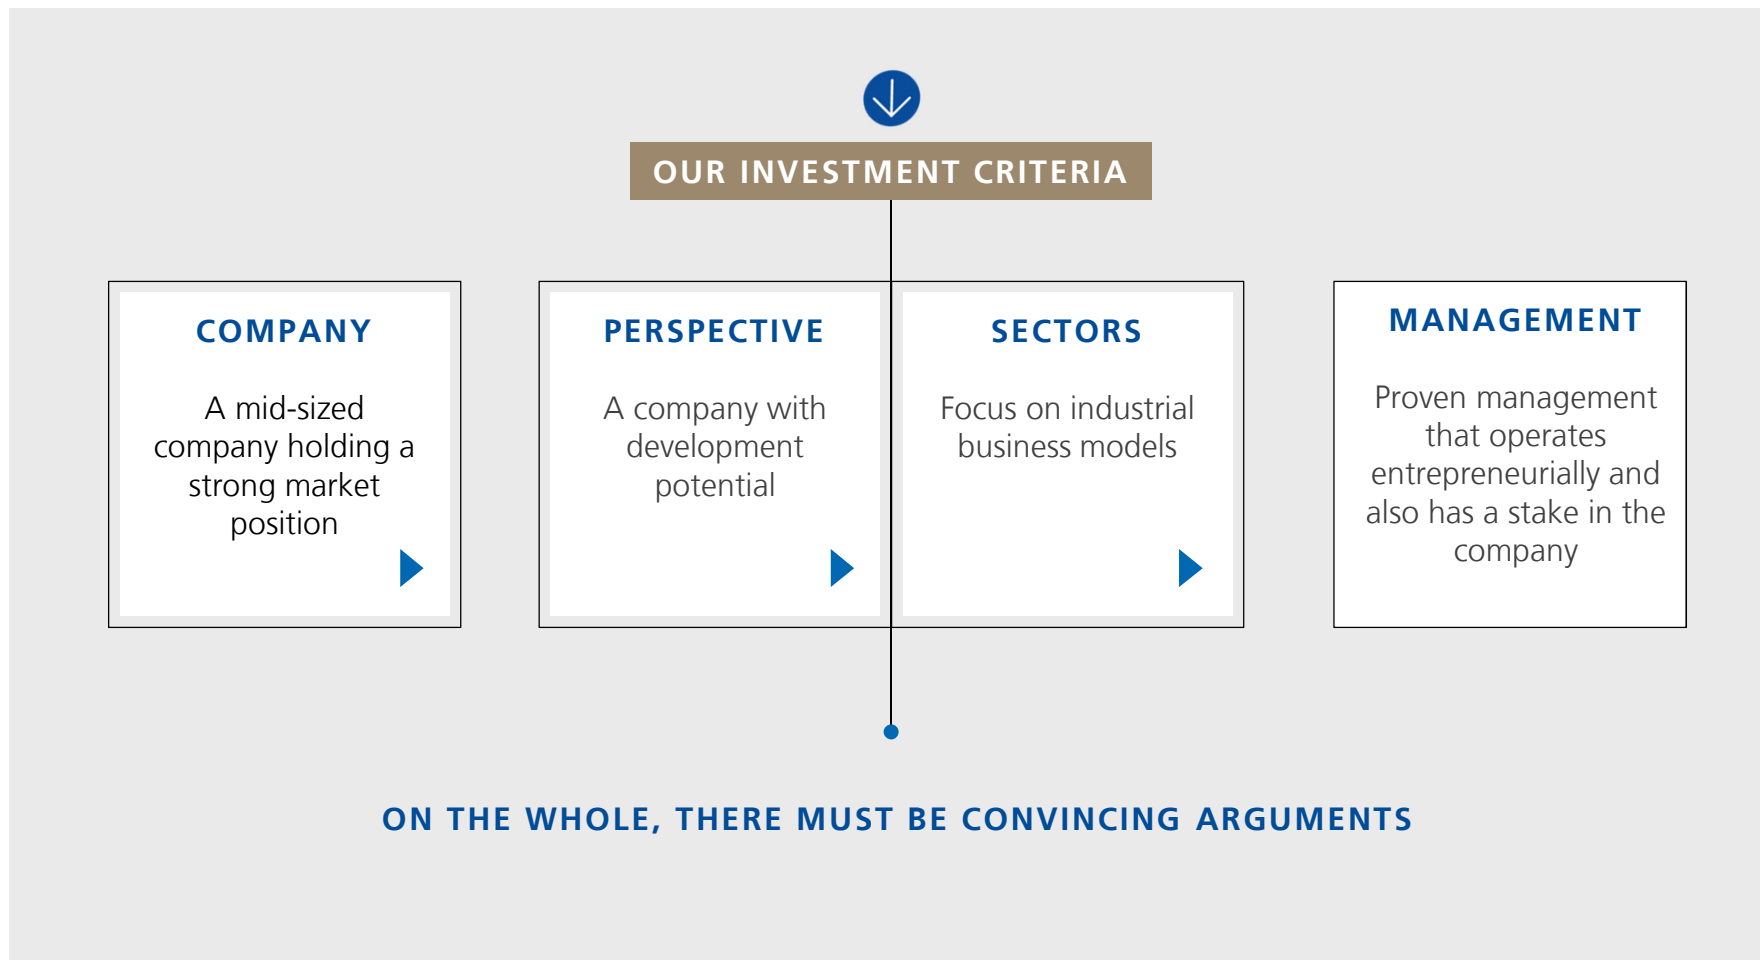 OUR INVESTMENT CRITERIA
COMPANY
A mid-sized
company holding a
strong market
position
PERSPECTIVE
A company with
development
potential
SECTORS
Focus on industrial
business models
MANAGEMENT
Proven management
that operates
entrepreneurially and
also has a stake in the
company
ON THE WHOLE, THERE MUST BE CONVINCING ARGUMENTS